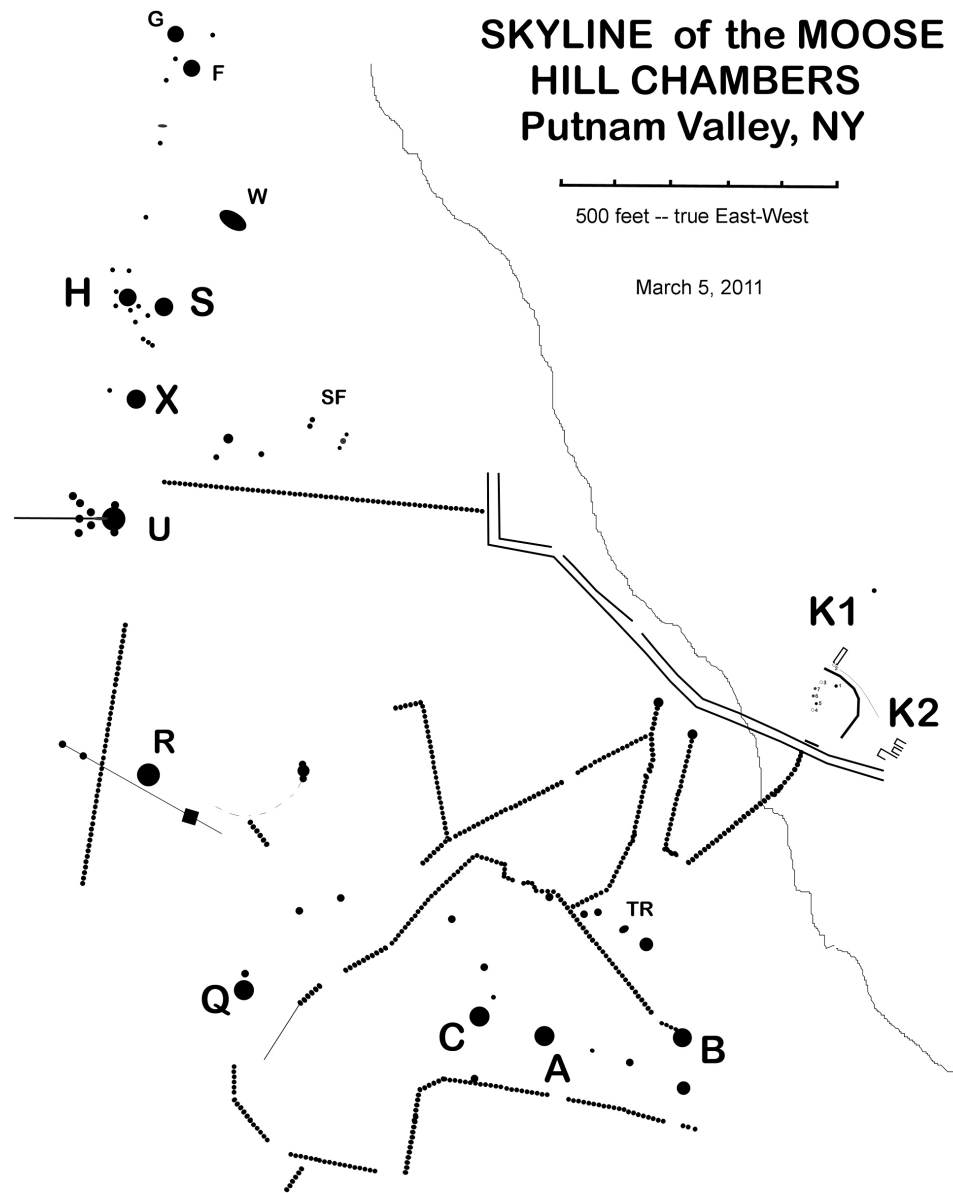 SKYLINE of the MOOSE
HILL CHAMBERS
Putnam Valley, NY
500 feet -- true East-West
March 5, 2011
G
F
W
H
S
X
SF
U
K1
K2
R
TR
Q
C
A
B